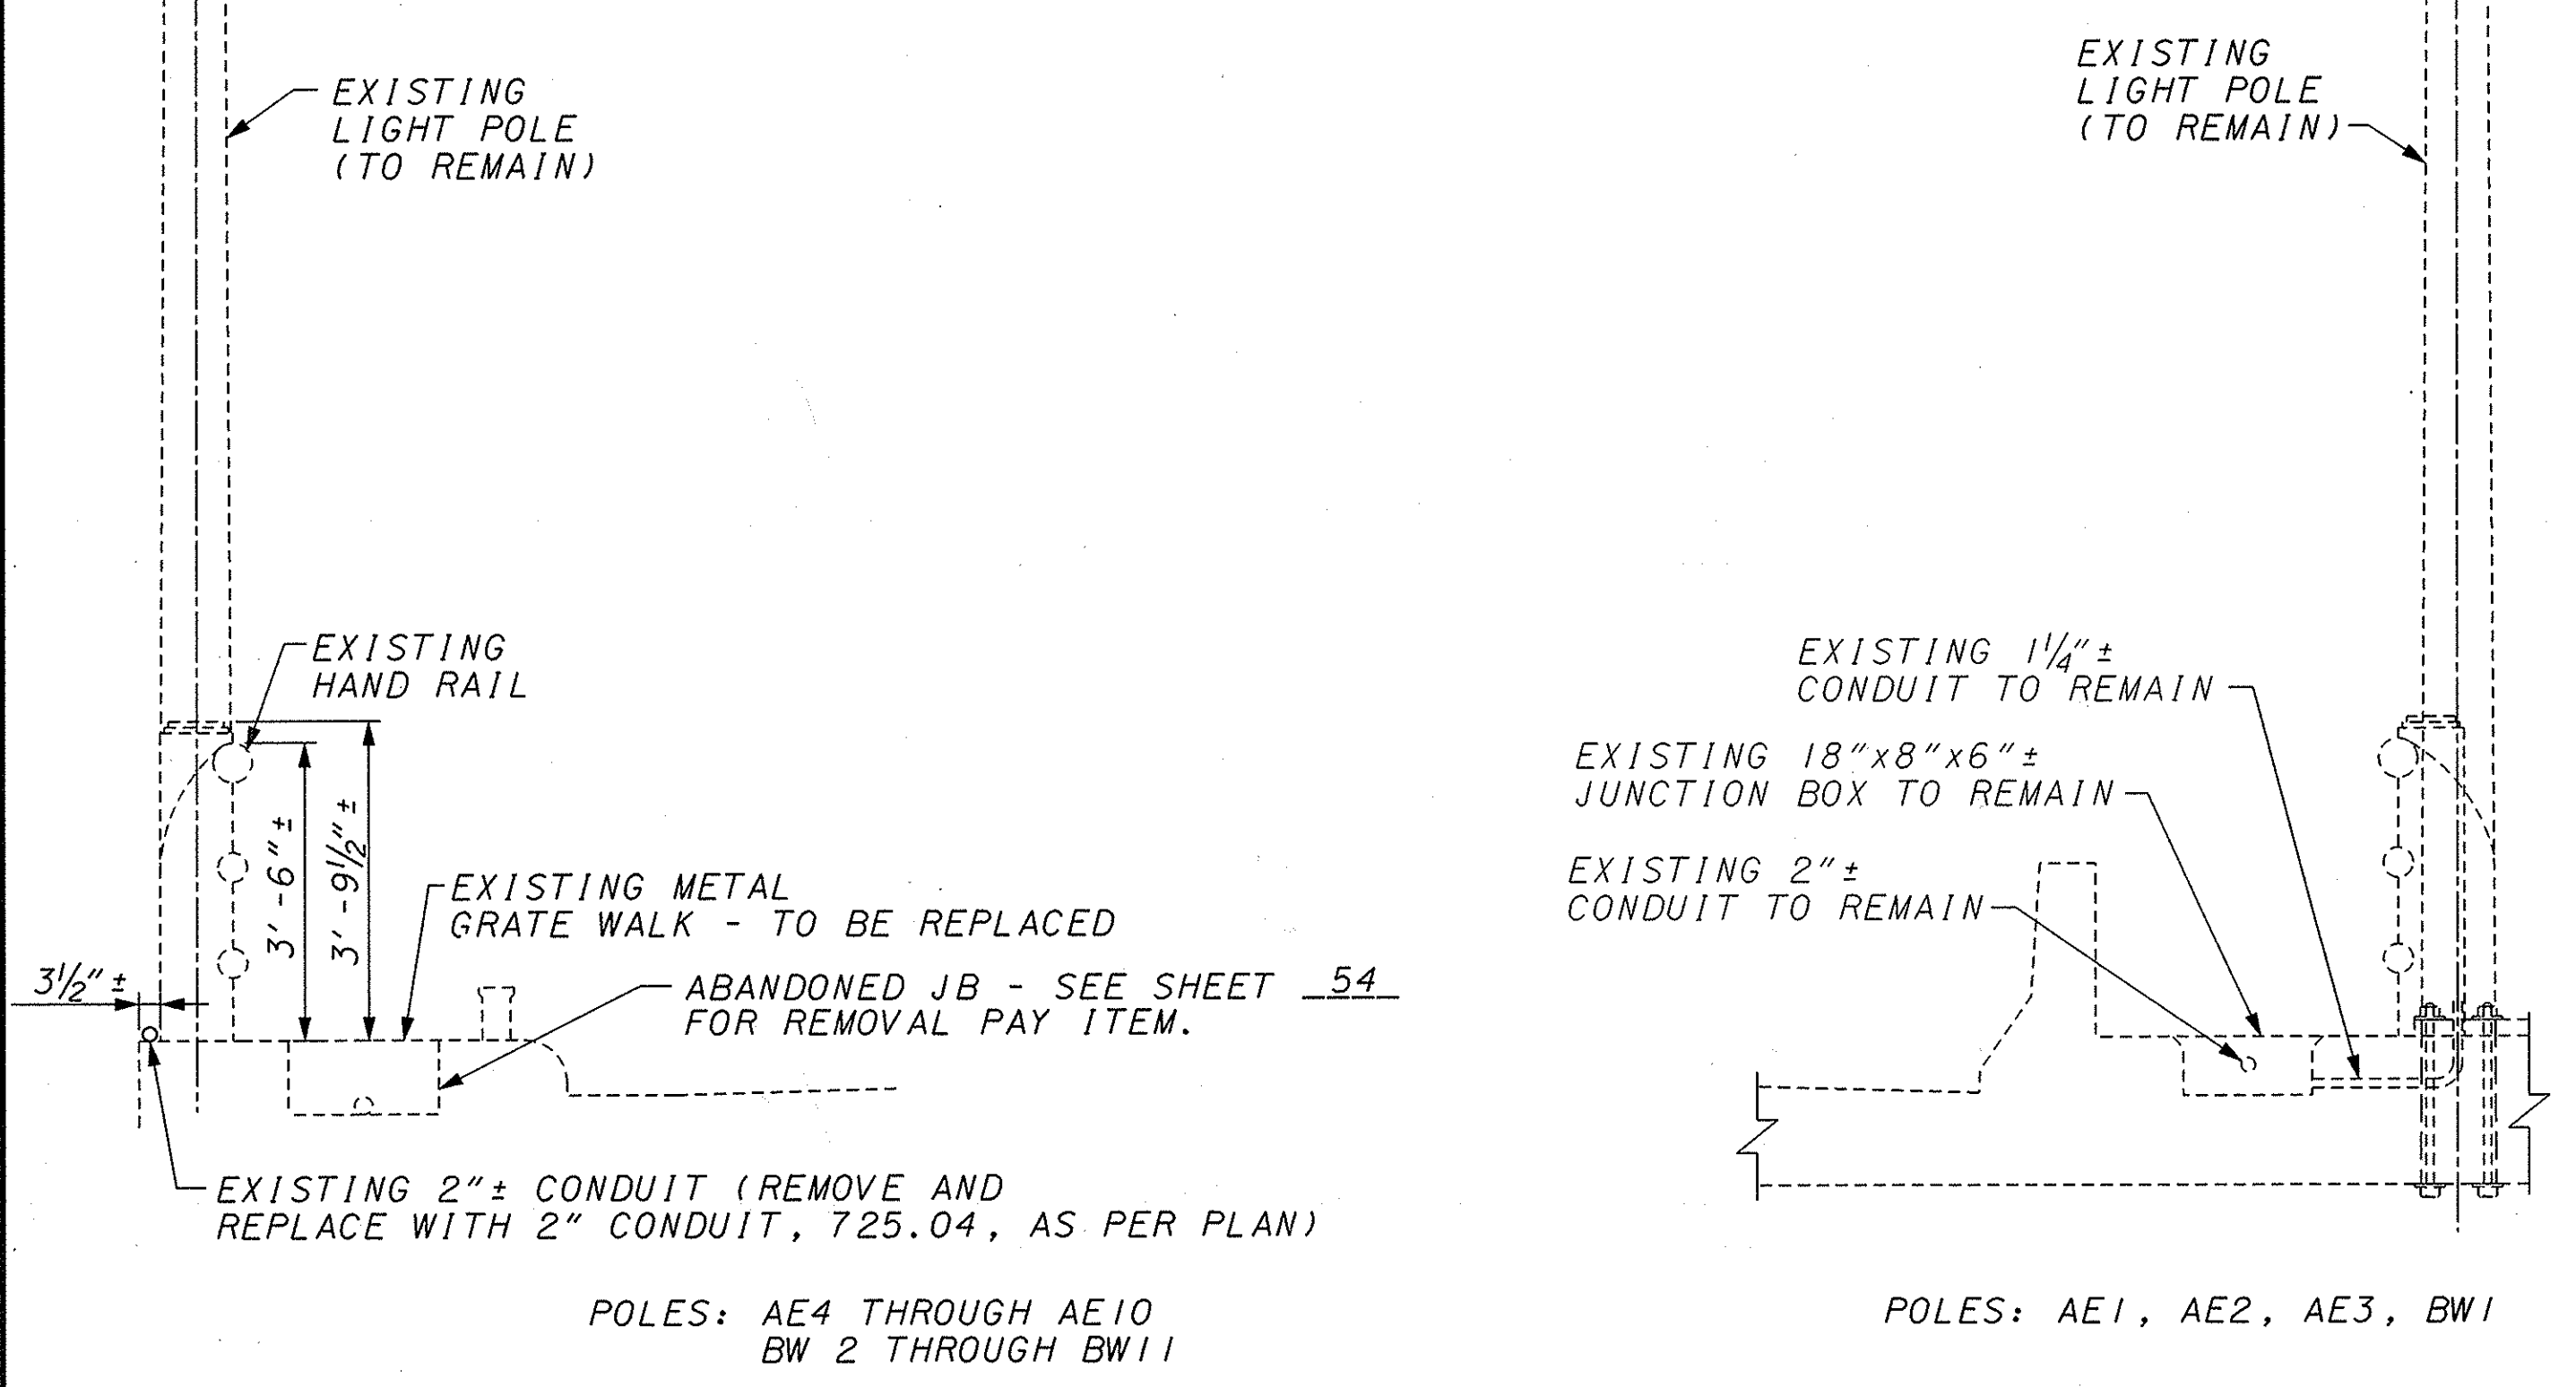 EXISTING
LIGHT POLE
(TO REMAIN)
EXISTING
HAND RAIL
3'-6"±
3'-9½"±
3½"±
EXISTING METAL
GRATE WALK - TO BE REPLACED
ABANDONED JB - SEE SHEET 54
FOR REMOVAL PAY ITEM.
EXISTING 2"± CONDUIT (REMOVE AND
REPLACE WITH 2" CONDUIT, 725.04, AS PER PLAN)
POLES: AE4 THROUGH AE10
BW 2 THROUGH BW11
EXISTING
LIGHT POLE
(TO REMAIN)
EXISTING 1¼"±
CONDUIT TO REMAIN
EXISTING 18"x8"x6"±
JUNCTION BOX TO REMAIN
EXISTING 2"±
CONDUIT TO REMAIN
POLES: AE1, AE2, AE3, BW1